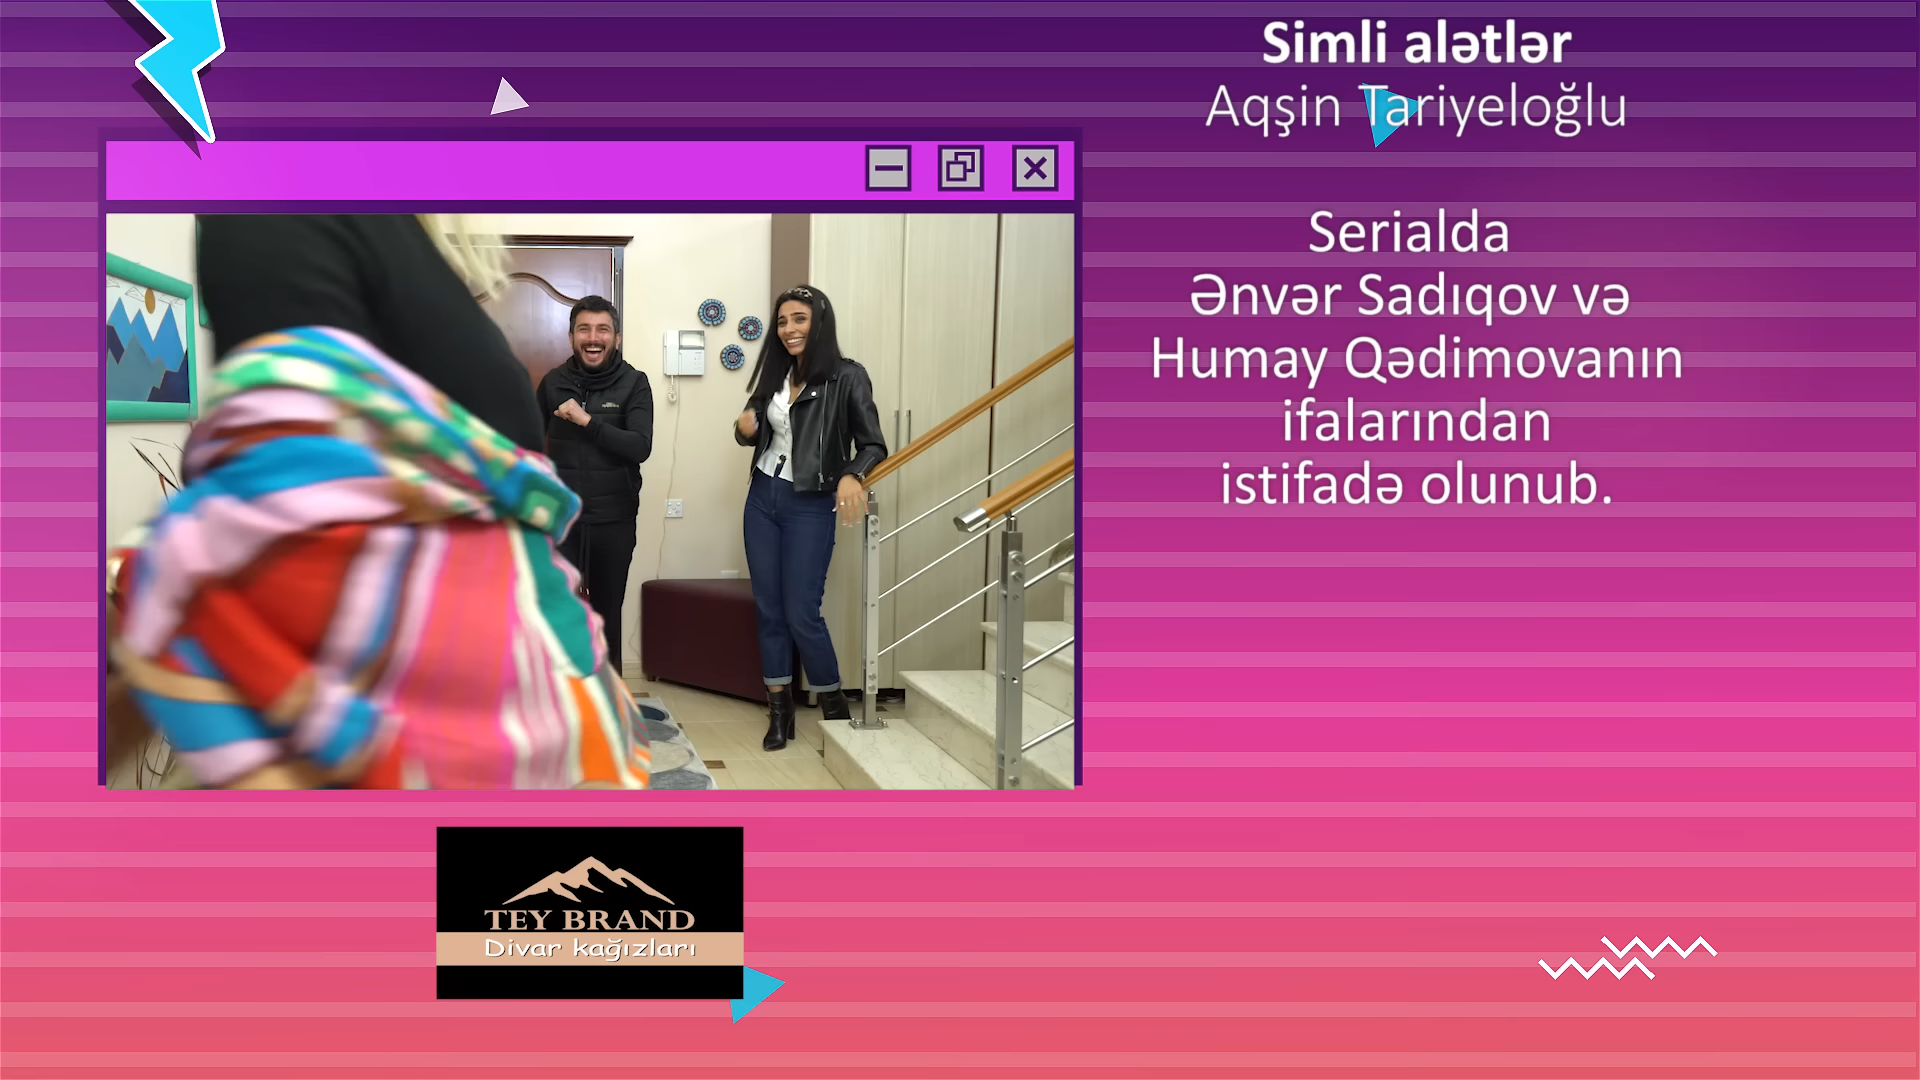 Simli alətlər
Aqşin Tariyeloğlu
Serialda
Ənvər Sadıqov və
Humay Qədimovanın
ifalarından
istifadə olunub.
TEY BRAND
Divar kağızları